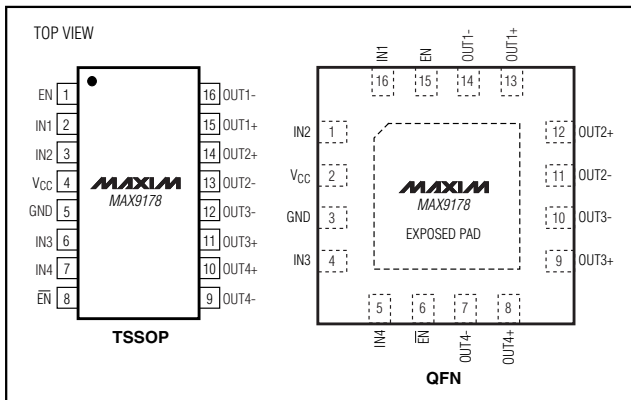 TOP VIEW
EN 1 16 OUT1-
IN1 2 15 OUT1+
IN2 3 14 OUT2+
VCC 4 13 OUT2-
GND 5 12 OUT3-
IN3 6 11 OUT3+
IN4 7 10 OUT4+
E̅N̅ 8 9 OUT4-
MAXIM
MAX9178
TSSOP
IN1 EN OUT1- OUT1+
16 15 14 13
IN2 1 12 OUT2+
VCC 2 11 OUT2-
GND 3 10 OUT3-
IN3 4 9 OUT3+
MAXIM
MAX9178
EXPOSED PAD
5 6 7 8
IN4 E̅N̅ OUT4- OUT4+
QFN